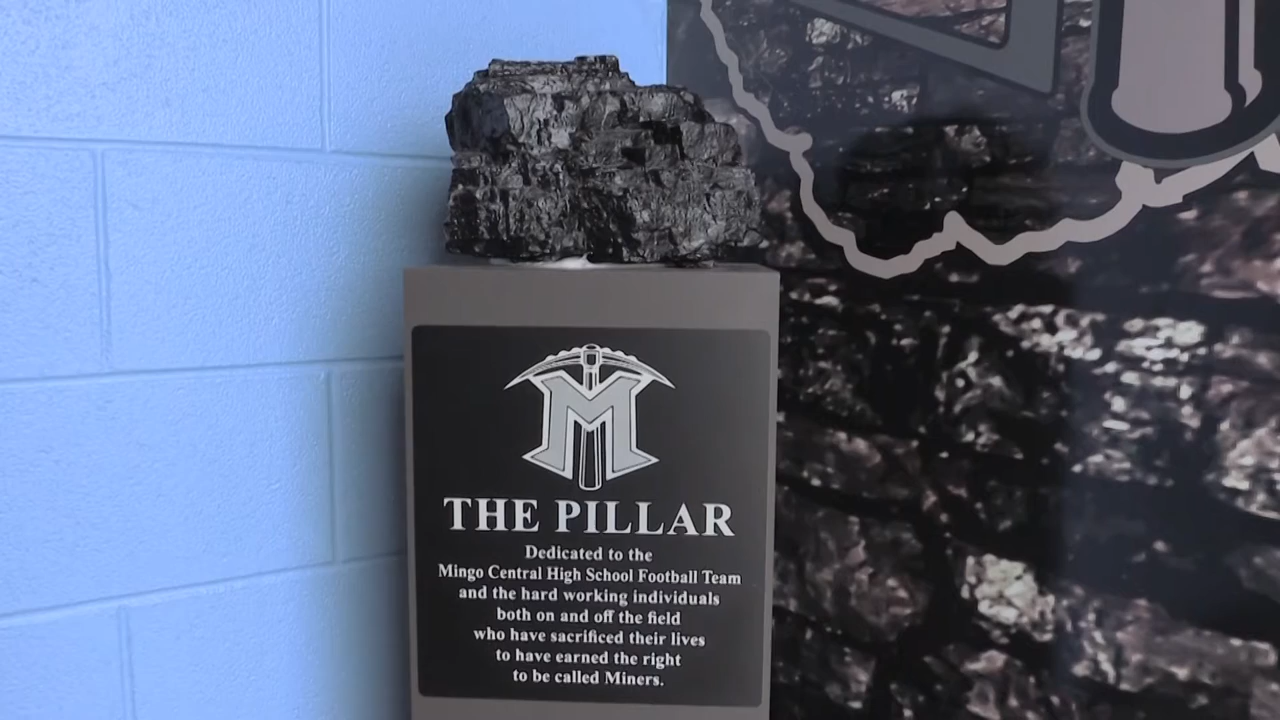 M
THE PILLAR
Dedicated to the
Mingo Central High School Football Team
and the hard working individuals
both on and off the field
who have sacrificed their lives
to have earned the right
to be called Miners.